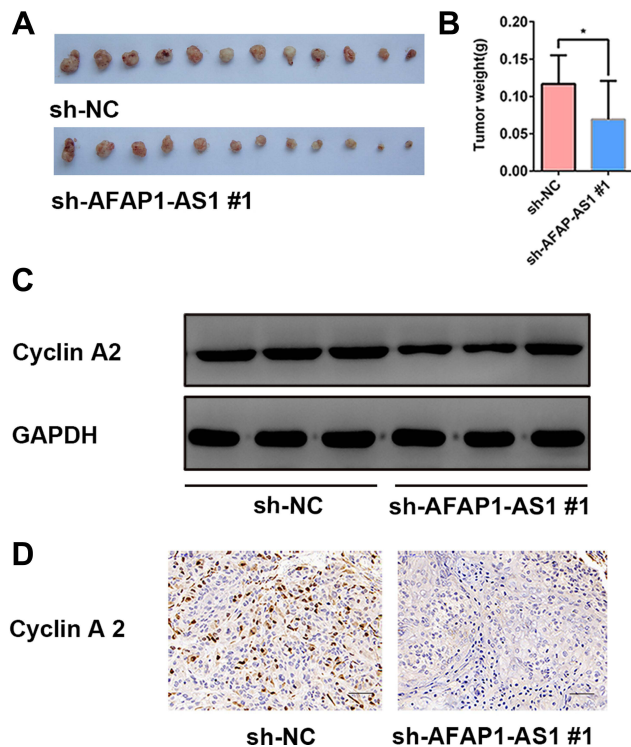 A
sh-NC
sh-AFAP1-AS1 #1
B
Tumor weight(g)
0.20
0.15
0.10
0.05
0.00
*
sh-NC
sh-AFAP-AS1 #1
C
Cyclin A2
GAPDH
sh-NC
sh-AFAP1-AS1 #1
D
Cyclin A 2
sh-NC
sh-AFAP1-AS1 #1